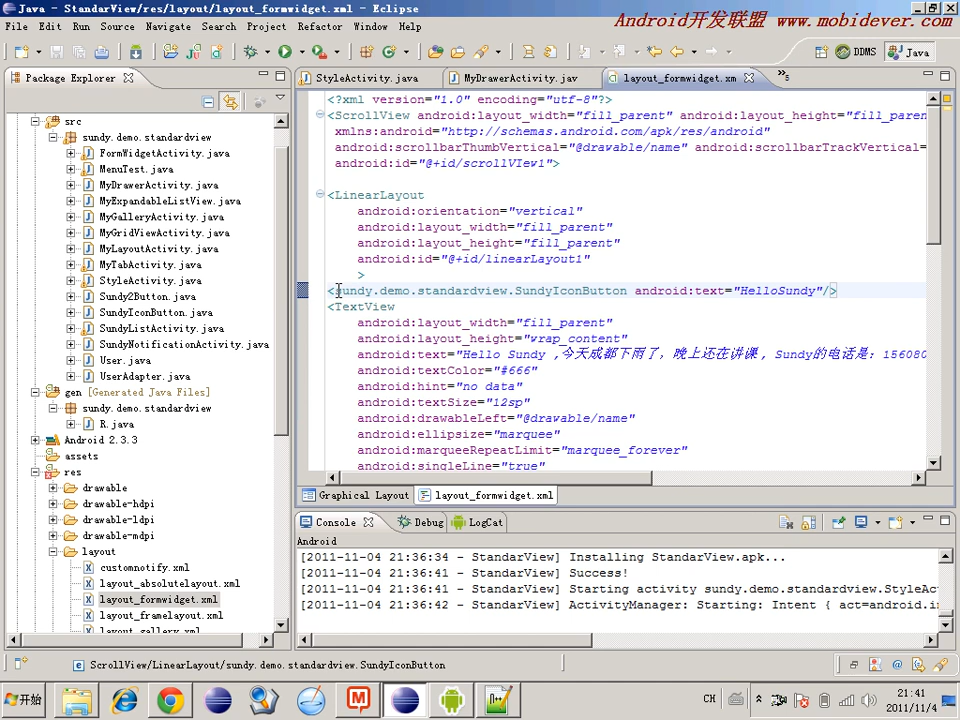 Java - StandarView/res/layout/layout_formwidget.xml - Eclipse
Android开发联盟 www.mobidever.com
File Edit Run Source Navigate Search Project Refactor Window Help
DDMS Java
Package Explorer
StyleActivity.java MyDrawerActivity.jav layout_formwidget.xm »5
src
sundy.demo.standardview
FormWidgetActivity.java
MenuTest.java
MyDrawerActivity.java
MyExpandableListView.java
MyGalleryActivity.java
MyGridViewActivity.java
MyLayoutActivity.java
MyTabActivity.java
StyleActivity.java
Sundy2Button.java
SundyIconButton.java
SundyListActivity.java
SundyNotificationActivity.java
User.java
UserAdapter.java
gen [Generated Java Files]
sundy.demo.standardview
R.java
Android 2.3.3
assets
res
drawable
drawable-hdpi
drawable-ldpi
drawable-mdpi
layout
customnotify.xml
layout_absolutelayout.xml
layout_formwidget.xml
layout_framelayout.xml
layout_gallery.xml
<?xml version="1.0" encoding="utf-8"?>
<ScrollView android:layout_width="fill_parent" android:layout_height="fill_paren
xmlns:android="http://schemas.android.com/apk/res/android"
android:scrollbarThumbVertical="@drawable/name" android:scrollbarTrackVertical=
android:id="@+id/scrollVIew1">
<LinearLayout
android:orientation="vertical"
android:layout_width="fill_parent"
android:layout_height="fill_parent"
android:id="@+id/linearLayout1"
>
<sundy.demo.standardview.SundyIconButton android:text="HelloSundy"/>
<TextView
android:layout_width="fill_parent"
android:layout_height="wrap_content"
android:text="Hello Sundy ,今天成都下雨了，晚上还在讲课 , Sundy的电话是：156080
android:textColor="#666"
android:hint="no data"
android:textSize="12sp"
android:drawableLeft="@drawable/name"
android:ellipsize="marquee"
android:marqueeRepeatLimit="marquee_forever"
android:singleLine="true"
Graphical Layout layout_formwidget.xml
Console Debug LogCat
Android
[2011-11-04 21:36:34 - StandarView] Installing StandarView.apk...
[2011-11-04 21:36:41 - StandarView] Success!
[2011-11-04 21:36:41 - StandarView] Starting activity sundy.demo.standardview.StyleAc
[2011-11-04 21:36:42 - StandarView] ActivityManager: Starting: Intent { act=android.in
ScrollView/LinearLayout/sundy.demo.standardview.SundyIconButton
开始
CH
21:41
2011/11/4